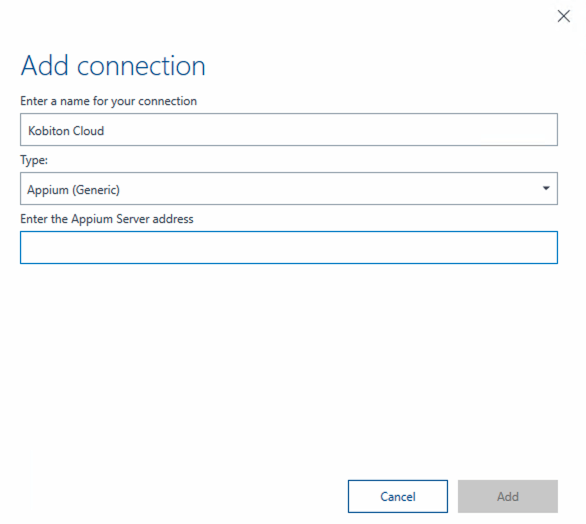 Add connection
Enter a name for your connection
Kobiton Cloud
Type:
Appium (Generic)
Enter the Appium Server address
Cancel
Add